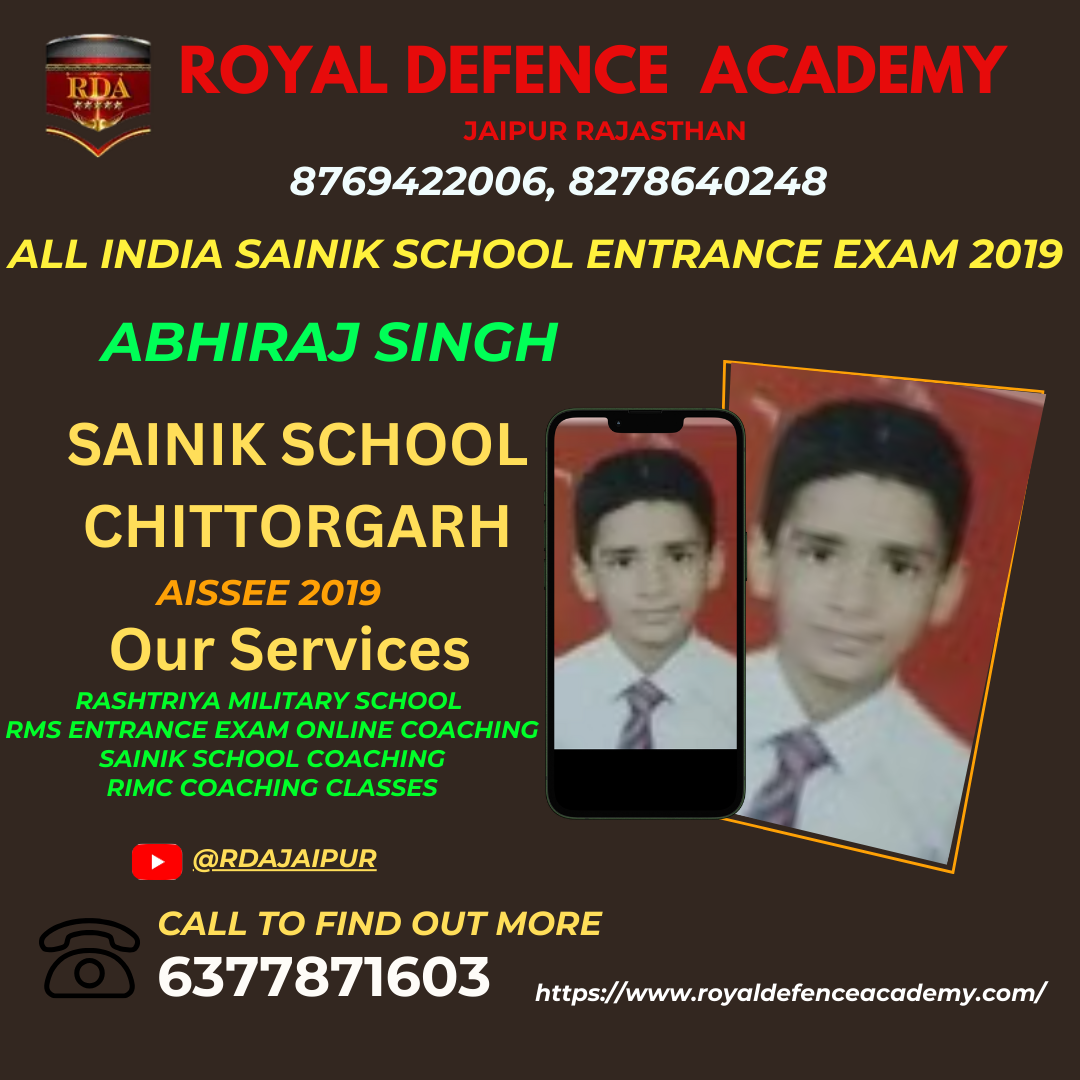 RDA
ROYAL DEFENCE ACADEMY
JAIPUR RAJASTHAN
8769422006, 8278640248
ALL INDIA SAINIK SCHOOL ENTRANCE EXAM 2019
ABHIRAJ SINGH
SAINIK SCHOOL
CHITTORGARH
AISSEE 2019
Our Services
RASHTRIYA MILITARY SCHOOL
RMS ENTRANCE EXAM ONLINE COACHING
SAINIK SCHOOL COACHING
RIMC COACHING CLASSES
@RDAJAIPUR
CALL TO FIND OUT MORE
6377871603
https://www.royaldefenceacademy.com/